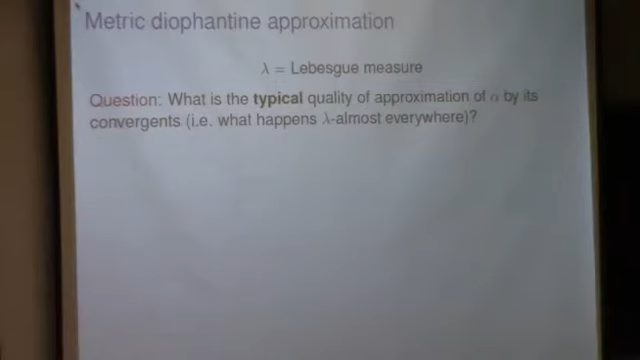 Metric diophantine approximation
λ = Lebesgue measure
Question: What is the typical quality of approximation of α by its
convergents (i.e. what happens λ-almost everywhere)?